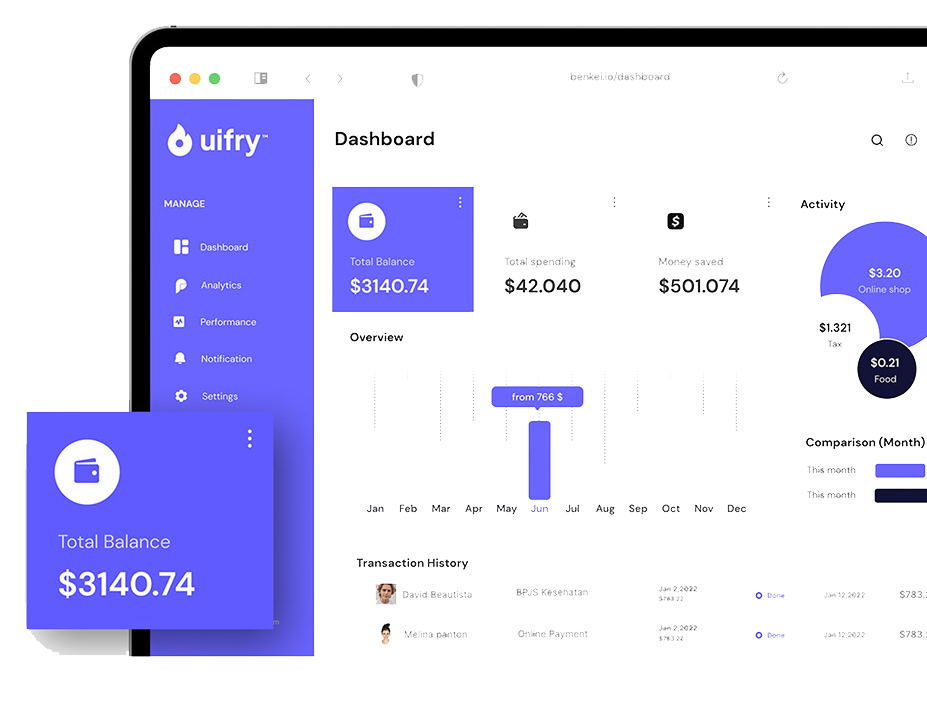 benkei.io/dashboard
uifry™
Dashboard
MANAGE
Dashboard
Analytics
Performance
Notification
Settings
Total Balance
$3140.74
Total Balance
$3140.74
Total spending
$42.040
Money saved
$501.074
Activity
$3.20
Online shop
$1.321
Tax
$0.21
Food
Overview
from 766 $
Jan Feb Mar Apr May Jun Jul Aug Sep Oct Nov Dec
Comparison (Month)
This month
This month
Transaction History
David Beautista BPJS Kesehatan Jan 2,2022 Done Jan 12,2022 $783.
$783.22
Melina panton Online Payment Jan 2,2022 Done Jan 12,2022 $783.
$783.22